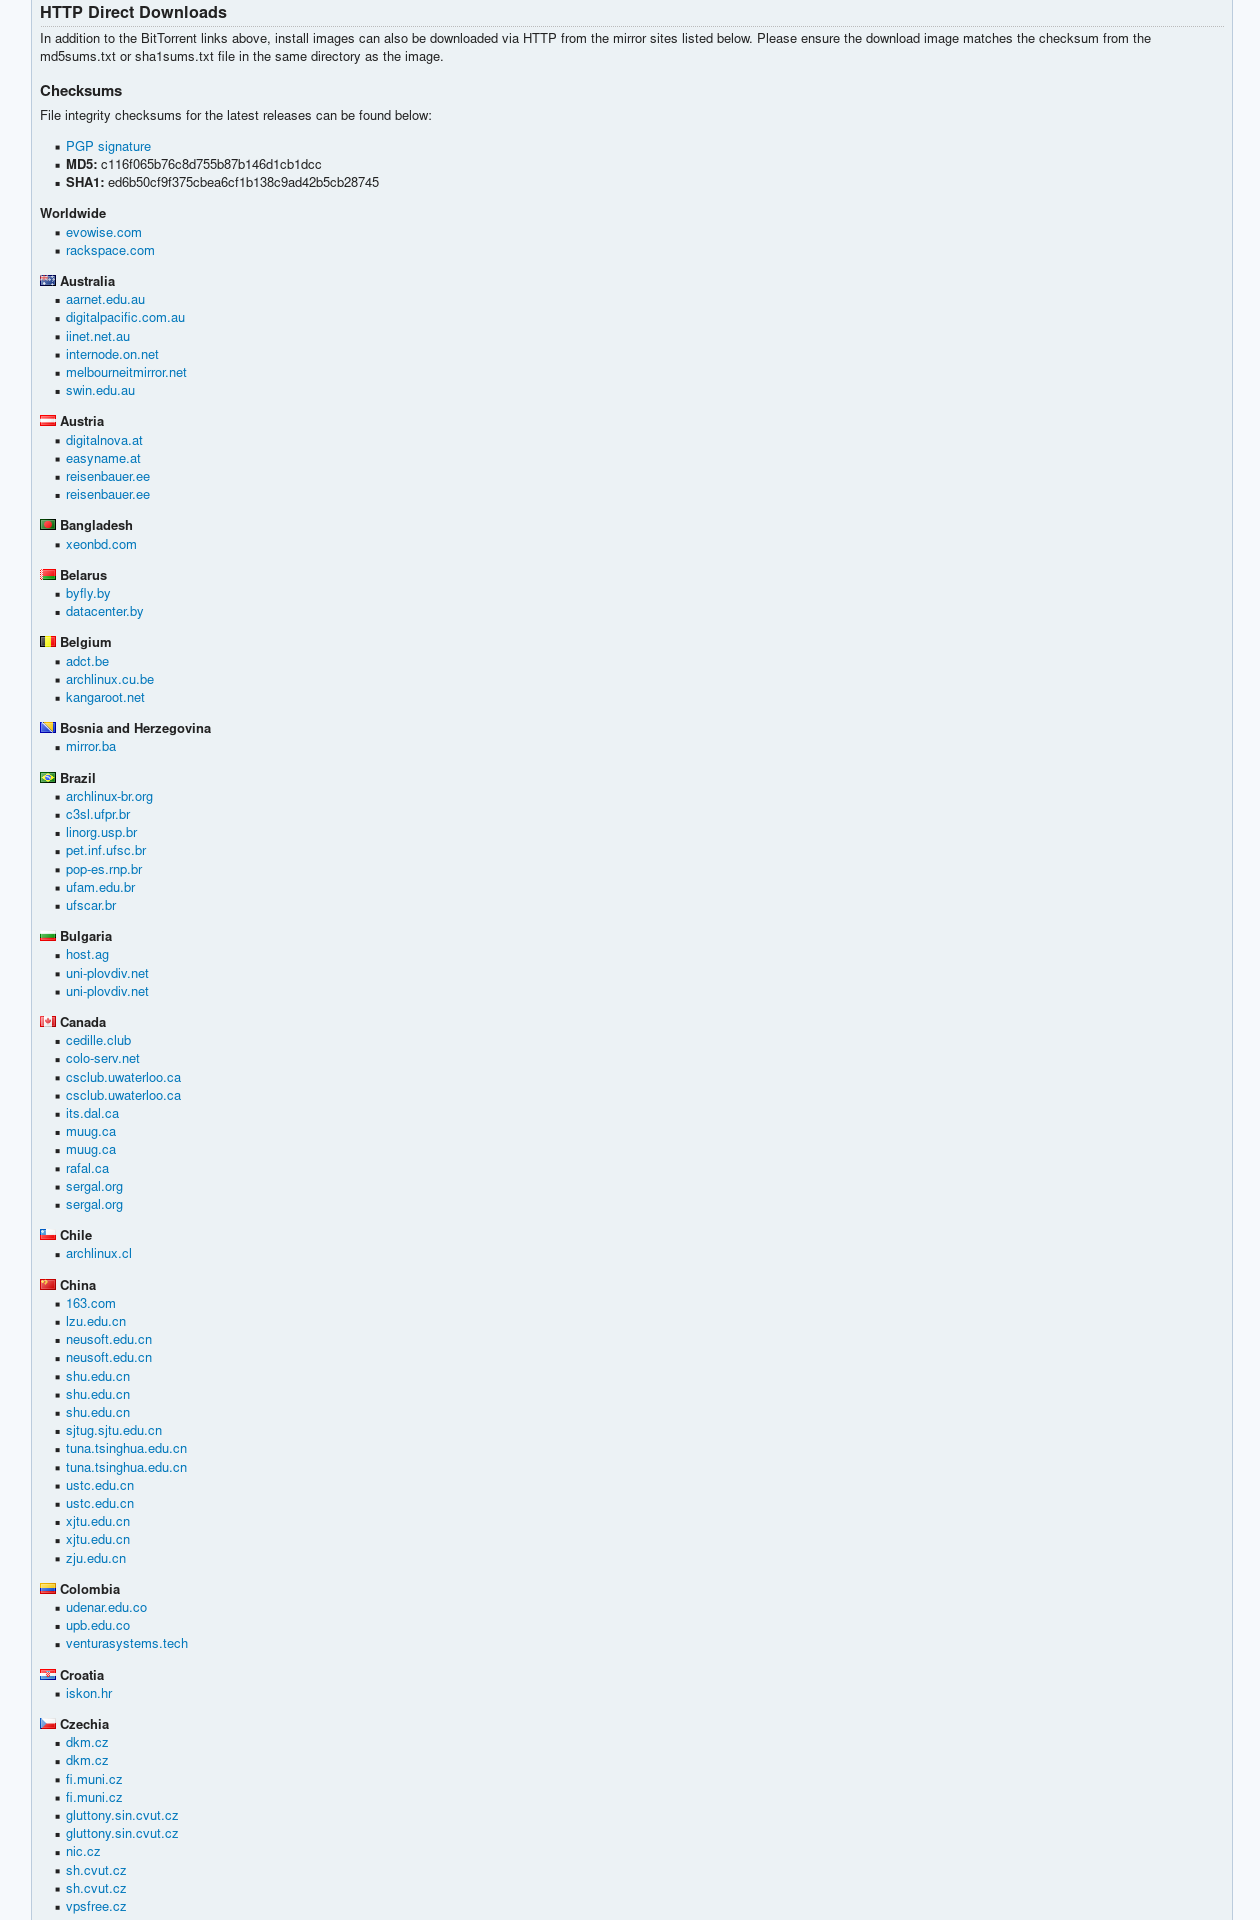 HTTP Direct Downloads
In addition to the BitTorrent links above, install images can also be downloaded via HTTP from the mirror sites listed below. Please ensure the download image matches the checksum from the
md5sums.txt or sha1sums.txt file in the same directory as the image.
Checksums
File integrity checksums for the latest releases can be found below:
PGP signature
MD5: c116f065b76c8d755b87b146d1cb1dcc
SHA1: ed6b50cf9f375cbea6cf1b138c9ad42b5cb28745
Worldwide
evowise.com
rackspace.com
Australia
aarnet.edu.au
digitalpacific.com.au
iinet.net.au
internode.on.net
melbourneitmirror.net
swin.edu.au
Austria
digitalnova.at
easyname.at
reisenbauer.ee
reisenbauer.ee
Bangladesh
xeonbd.com
Belarus
byfly.by
datacenter.by
Belgium
adct.be
archlinux.cu.be
kangaroot.net
Bosnia and Herzegovina
mirror.ba
Brazil
archlinux-br.org
c3sl.ufpr.br
linorg.usp.br
pet.inf.ufsc.br
pop-es.rnp.br
ufam.edu.br
ufscar.br
Bulgaria
host.ag
uni-plovdiv.net
uni-plovdiv.net
Canada
cedille.club
colo-serv.net
csclub.uwaterloo.ca
csclub.uwaterloo.ca
its.dal.ca
muug.ca
muug.ca
rafal.ca
sergal.org
sergal.org
Chile
archlinux.cl
China
163.com
lzu.edu.cn
neusoft.edu.cn
neusoft.edu.cn
shu.edu.cn
shu.edu.cn
shu.edu.cn
sjtug.sjtu.edu.cn
tuna.tsinghua.edu.cn
tuna.tsinghua.edu.cn
ustc.edu.cn
ustc.edu.cn
xjtu.edu.cn
xjtu.edu.cn
zju.edu.cn
Colombia
udenar.edu.co
upb.edu.co
venturasystems.tech
Croatia
iskon.hr
Czechia
dkm.cz
dkm.cz
fi.muni.cz
fi.muni.cz
gluttony.sin.cvut.cz
gluttony.sin.cvut.cz
nic.cz
sh.cvut.cz
sh.cvut.cz
vpsfree.cz